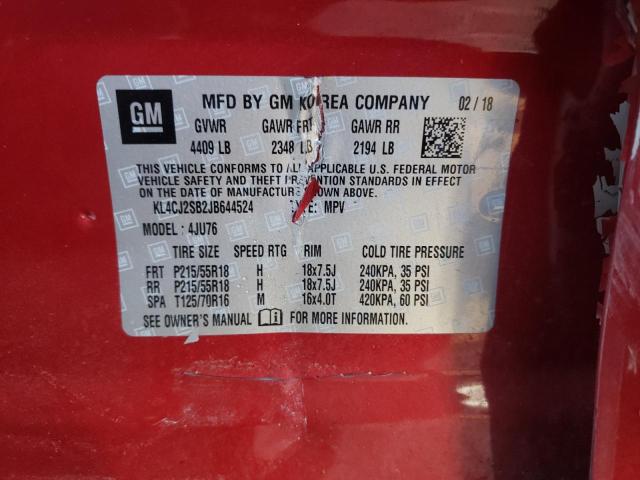 GM
MFD BY GM KOREA COMPANY 02/18
GVWR GAWR FRT GAWR RR
4409 LB 2348 LB 2194 LB
THIS VEHICLE CONFORMS TO ALL APPLICABLE U.S. FEDERAL MOTOR
VEHICLE SAFETY AND THEFT PREVENTION STANDARDS IN EFFECT
ON THE DATE OF MANUFACTURE SHOWN ABOVE.
KL4CJ2SB2JB644524 TYPE: MPV
MODEL : 4JU76
TIRE SIZE SPEED RTG RIM COLD TIRE PRESSURE
FRT P215/55R18 H 18x7.5J 240KPA, 35 PSI
RR P215/55R18 H 18x7.5J 240KPA, 35 PSI
SPA T125/70R16 M 16x4.0T 420KPA, 60 PSI
SEE OWNER'S MANUAL FOR MORE INFORMATION.